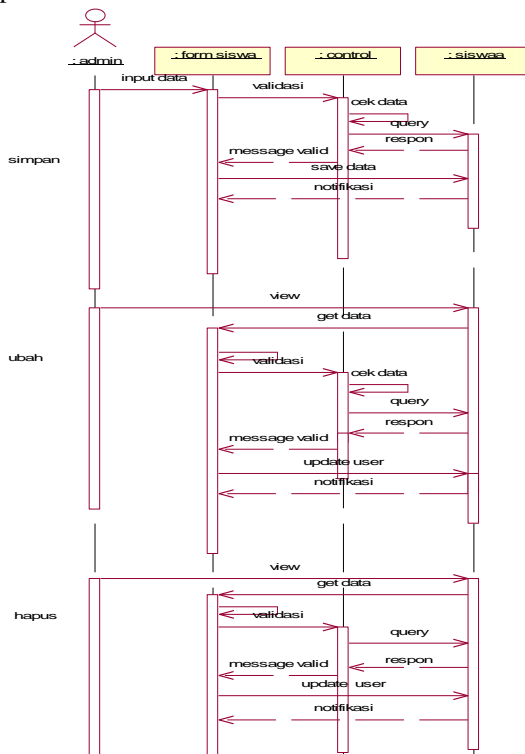 : admin
: form siswa
: control
: siswaa
input data
validasi
cek data
query
respon
message valid
simpan
save data
notifikasi
view
get data
ubah
validasi
cek data
query
respon
message valid
update user
notifikasi
view
get data
hapus
validasi
query
respon
message valid
update user
notifikasi